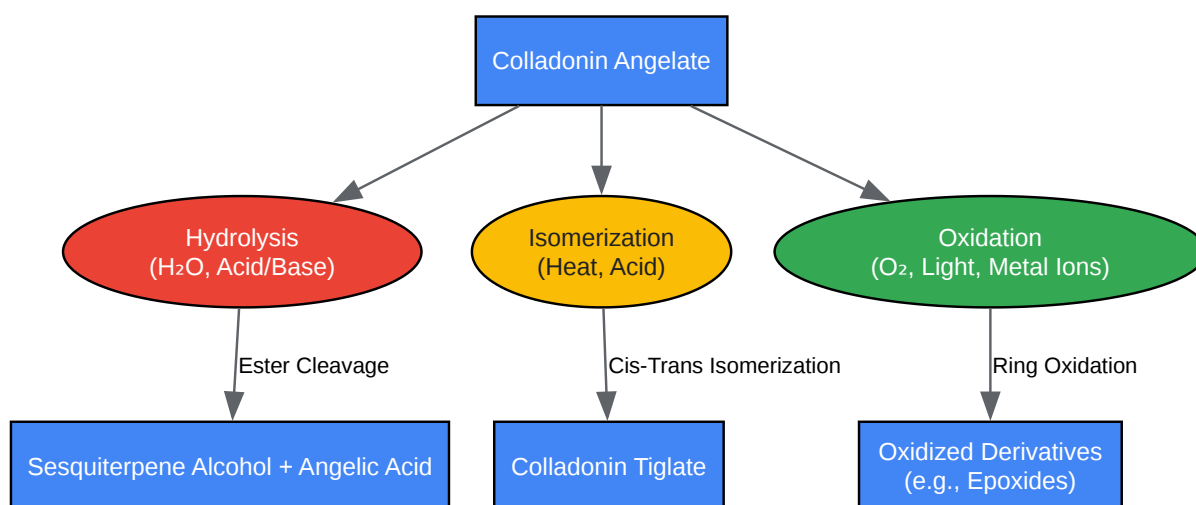 Colladonin Angelate
Hydrolysis
(H₂O, Acid/Base)
Isomerization
(Heat, Acid)
Oxidation
(O₂, Light, Metal Ions)
Ester Cleavage
Cis-Trans Isomerization
Ring Oxidation
Sesquiterpene Alcohol + Angelic Acid
Colladonin Tiglate
Oxidized Derivatives
(e.g., Epoxides)